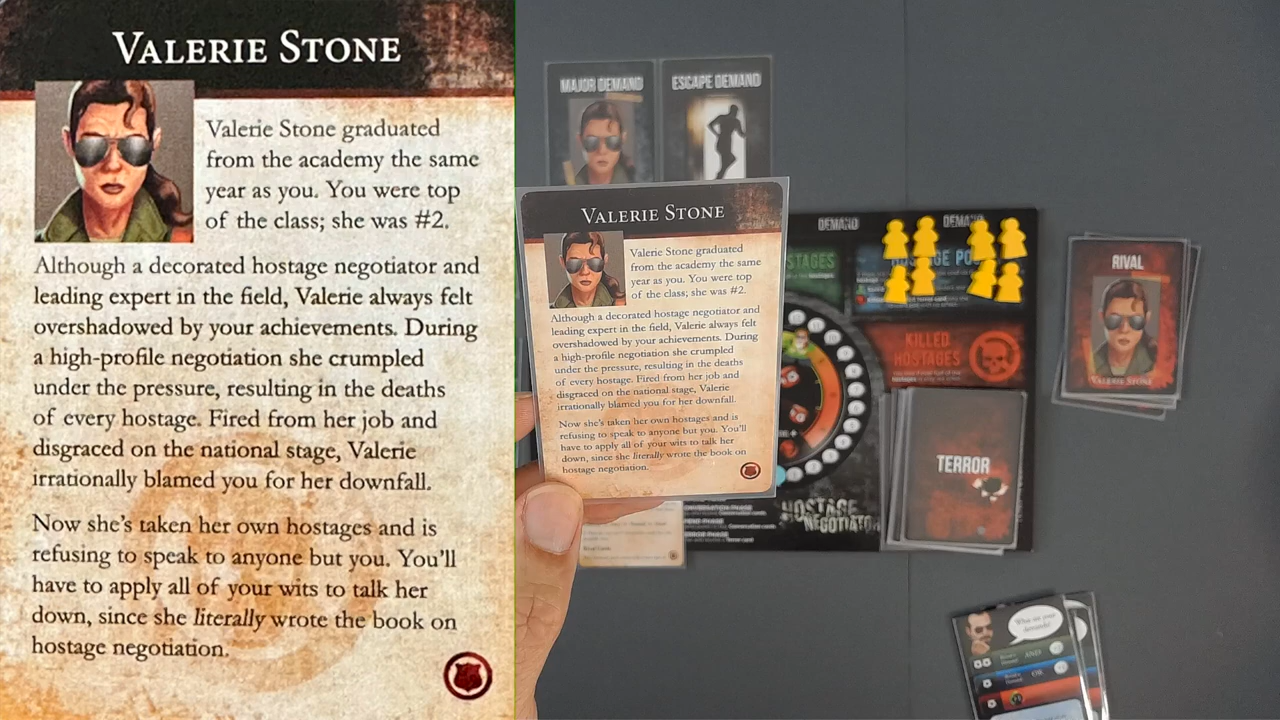 VALERIE STONE
Valerie Stone graduated
from the academy the same
year as you. You were top
of the class; she was #2.
Although a decorated hostage negotiator and
leading expert in the field, Valerie always felt
overshadowed by your achievements. During
a high-profile negotiation she crumpled
under the pressure, resulting in the deaths
of every hostage. Fired from her job and
disgraced on the national stage, Valerie
irrationally blamed you for her downfall.
Now she's taken her own hostages and is
refusing to speak to anyone but you. You'll
have to apply all of your wits to talk her
down, since she literally wrote the book on
hostage negotiation.
MAJOR DEMAND
ESCAPE DEMAND
VALERIE STONE
Valerie Stone graduated
from the academy the same
year as you. You were top
of the class; she was #2.
Although a decorated hostage negotiator and
leading expert in the field, Valerie always felt
overshadowed by your achievements. During
a high-profile negotiation she crumpled
under the pressure, resulting in the deaths
of every hostage. Fired from her job and
disgraced on the national stage, Valerie
irrationally blamed you for her downfall.
Now she's taken her own hostages and is
refusing to speak to anyone but you. You'll
have to apply all of your wits to talk her
down, since she literally wrote the book on
hostage negotiation.
DEMAND
DEMAND
KILLED
HOSTAGES
RIVAL
VALERIE STONE
TERROR
HOSTAGE
NEGOTIATOR
What are your
demands?
AND
OR